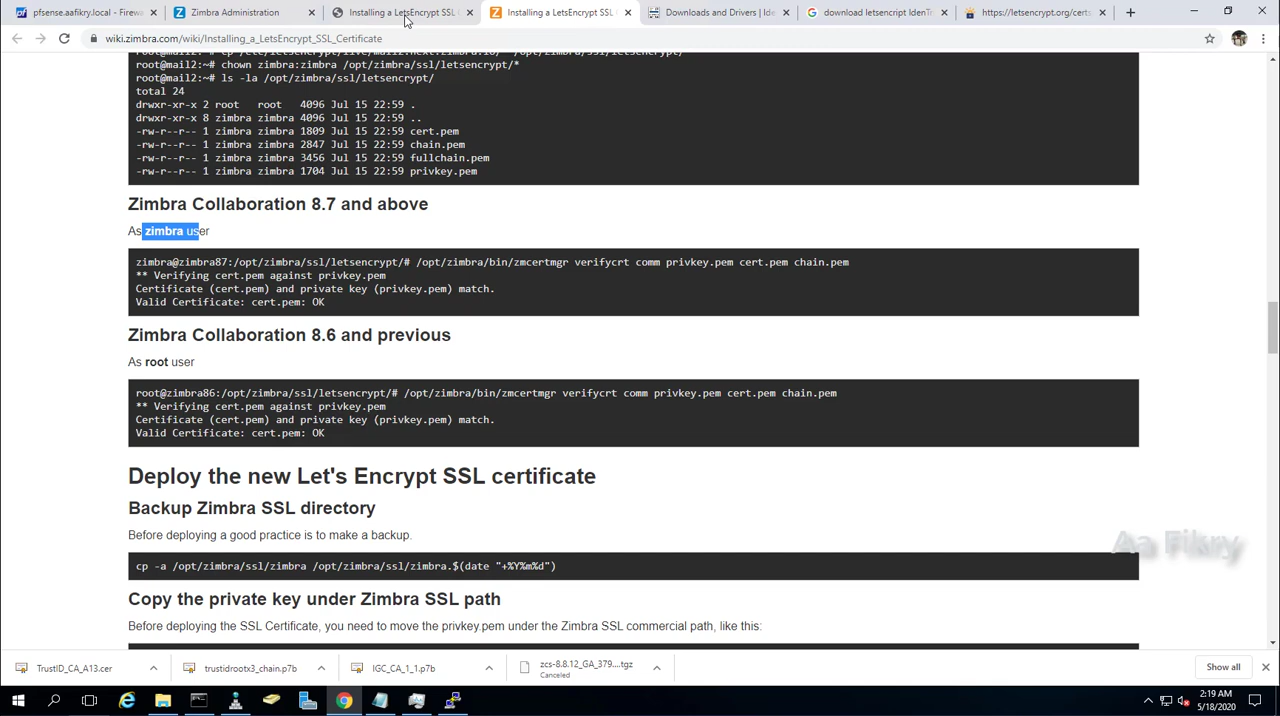 pfsense.aafikry.local - Firewa
Zimbra Administration
Installing a LetsEncrypt SSL
Installing a LetsEncrypt SSL
Downloads and Drivers | Ide
download letsencript idenTr
https://letsencrypt.org/certs
wiki.zimbra.com/wiki/Installing_a_LetsEncrypt_SSL_Certificate
root@mail2:~# chown zimbra:zimbra /opt/zimbra/ssl/letsencrypt/*
root@mail2:~# ls -la /opt/zimbra/ssl/letsencrypt/
total 24
drwxr-xr-x 2 root   root   4096 Jul 15 22:59 .
drwxr-xr-x 8 zimbra zimbra 4096 Jul 15 22:59 ..
-rw-r--r-- 1 zimbra zimbra 1809 Jul 15 22:59 cert.pem
-rw-r--r-- 1 zimbra zimbra 2847 Jul 15 22:59 chain.pem
-rw-r--r-- 1 zimbra zimbra 3456 Jul 15 22:59 fullchain.pem
-rw-r--r-- 1 zimbra zimbra 1704 Jul 15 22:59 privkey.pem
Zimbra Collaboration 8.7 and above
As zimbra user
zimbra@zimbra87:/opt/zimbra/ssl/letsencrypt/# /opt/zimbra/bin/zmcertmgr verifycrt comm privkey.pem cert.pem chain.pem
** Verifying cert.pem against privkey.pem
Certificate (cert.pem) and private key (privkey.pem) match.
Valid Certificate: cert.pem: OK
Zimbra Collaboration 8.6 and previous
As root user
root@zimbra86:/opt/zimbra/ssl/letsencrypt/# /opt/zimbra/bin/zmcertmgr verifycrt comm privkey.pem cert.pem chain.pem
** Verifying cert.pem against privkey.pem
Certificate (cert.pem) and private key (privkey.pem) match.
Valid Certificate: cert.pem: OK
Deploy the new Let's Encrypt SSL certificate
Backup Zimbra SSL directory
Before deploying a good practice is to make a backup.
Aa Fikry
cp -a /opt/zimbra/ssl/zimbra /opt/zimbra/ssl/zimbra.$(date "+%Y%m%d")
Copy the private key under Zimbra SSL path
Before deploying the SSL Certificate, you need to move the privkey.pem under the Zimbra SSL commercial path, like this:
TrustID_CA_A13.cer
trustidrootx3_chain.p7b
IGC_CA_1_1.p7b
zcs-8.8.12_GA_379....tgz
Canceled
Show all
2:19 AM
5/18/2020